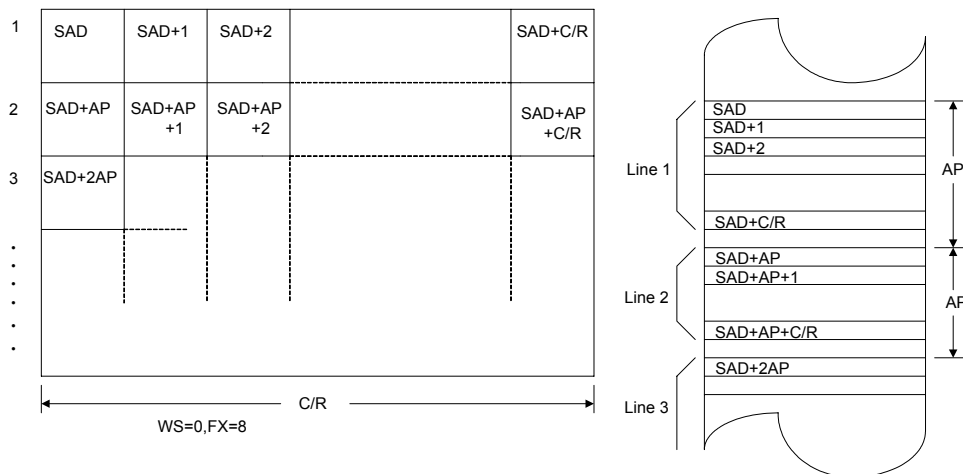 1
SAD
SAD+1
SAD+2
SAD+C/R
2
SAD+AP
SAD+AP
+1
SAD+AP
+2
SAD+AP
+C/R
3
SAD+2AP
C/R
WS=0,FX=8
Line 1
SAD
SAD+1
SAD+2
SAD+C/R
AP
Line 2
SAD+AP
SAD+AP+1
SAD+AP+C/R
AP
Line 3
SAD+2AP